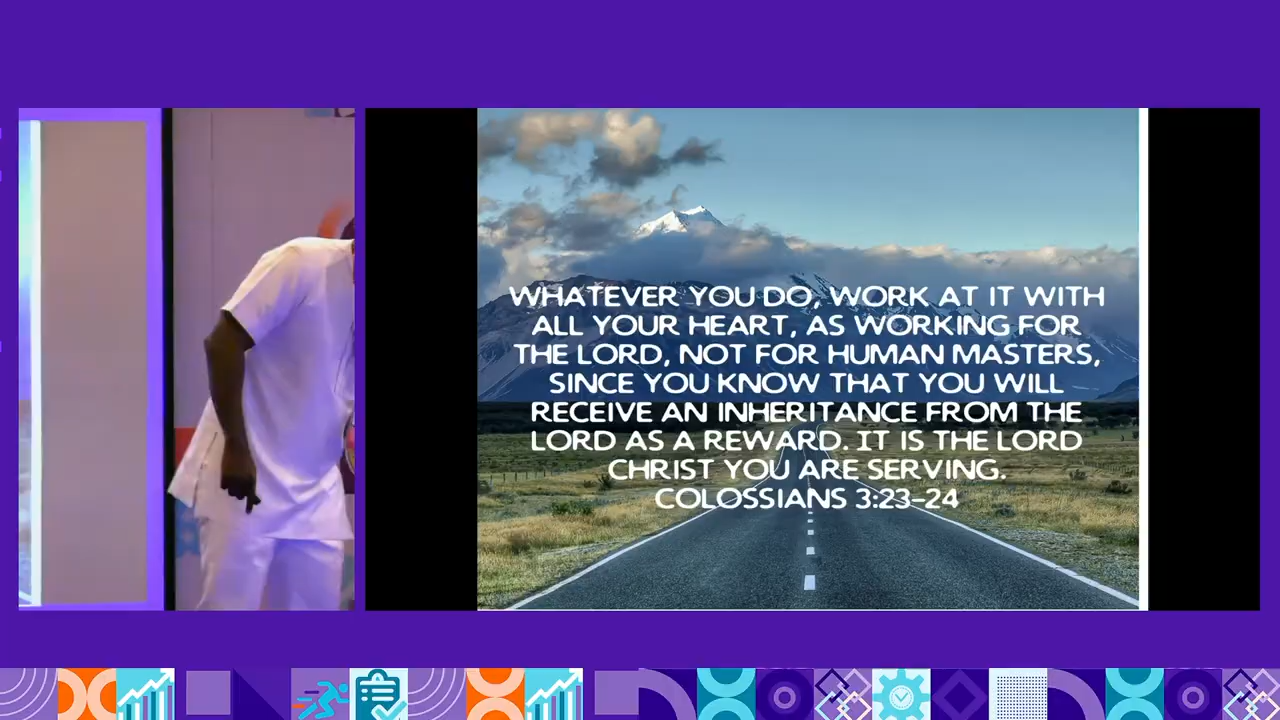 WHATEVER YOU DO, WORK AT IT WITH
ALL YOUR HEART, AS WORKING FOR
THE LORD, NOT FOR HUMAN MASTERS,
SINCE YOU KNOW THAT YOU WILL
RECEIVE AN INHERITANCE FROM THE
LORD AS A REWARD. IT IS THE LORD
CHRIST YOU ARE SERVING.
COLOSSIANS 3:23-24